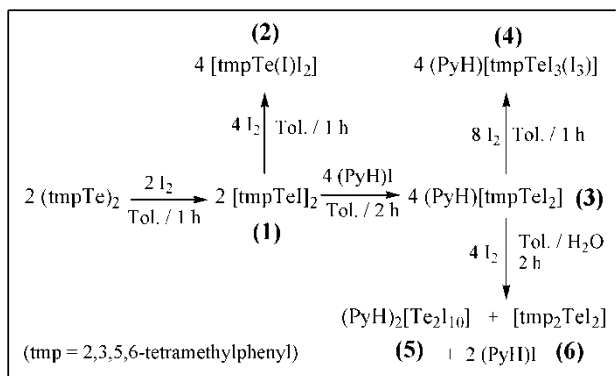 (2) (4)
4 [tmpTe(I)I₂] 4 (PyH)[tmpTeI₃(I₃)]
4 I₂ Tol. / 1 h 8 I₂ Tol. / 1 h
2 (tmpTe)₂ 2 I₂ Tol. / 1 h 2 [tmpTeI]₂ 4 (PyH)I Tol. / 2 h 4 (PyH)[tmpTeI₂] (3)
(1)
4 I₂ Tol. / H₂O
2 h
(PyH)₂[Te₂I₁₀] + [tmp₂TeI₂]
(5) + 2 (PyH)I (6)
(tmp = 2,3,5,6-tetramethylphenyl)